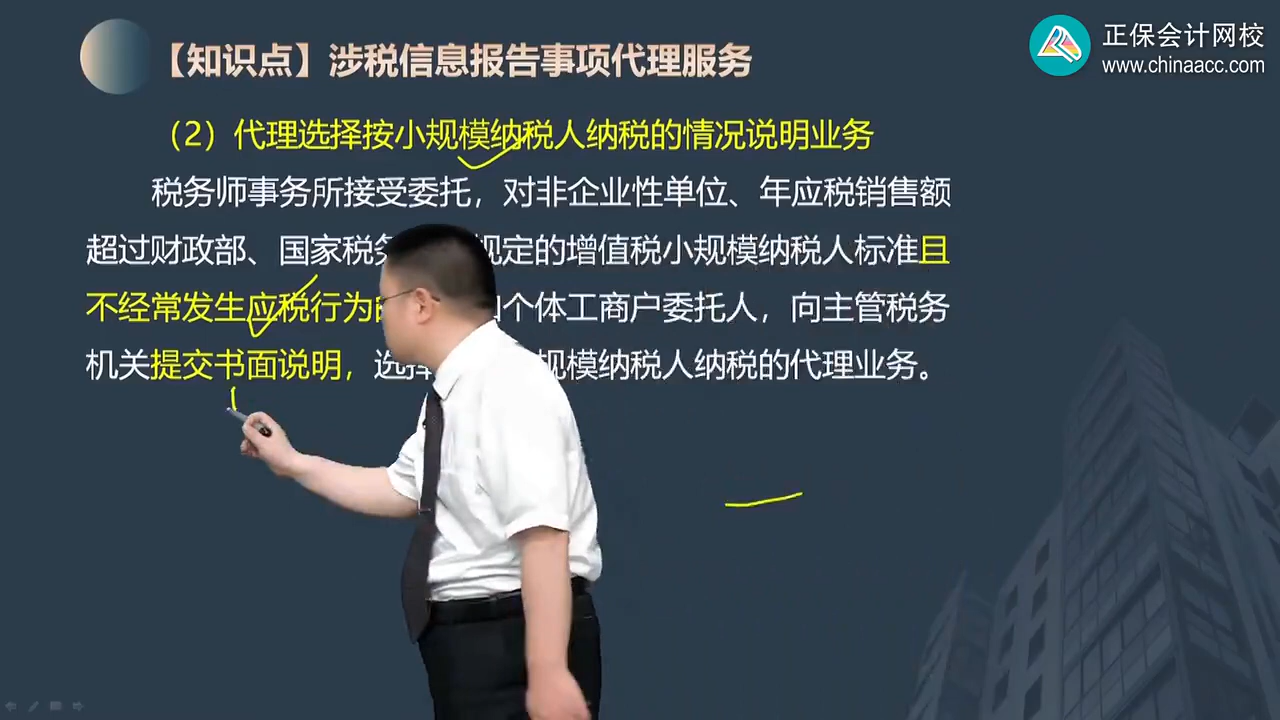 【知识点】涉税信息报告事项代理服务
正保会计网校
www.chinaacc.com
（2）代理选择按小规模纳税人纳税的情况说明业务
税务师事务所接受委托，对非企业性单位、年应税销售额
超过财政部、国家税务 规定的增值税小规模纳税人标准且
不经常发生应税行为 个体工商户委托人，向主管税务
机关提交书面说明，选择 规模纳税人纳税的代理业务。